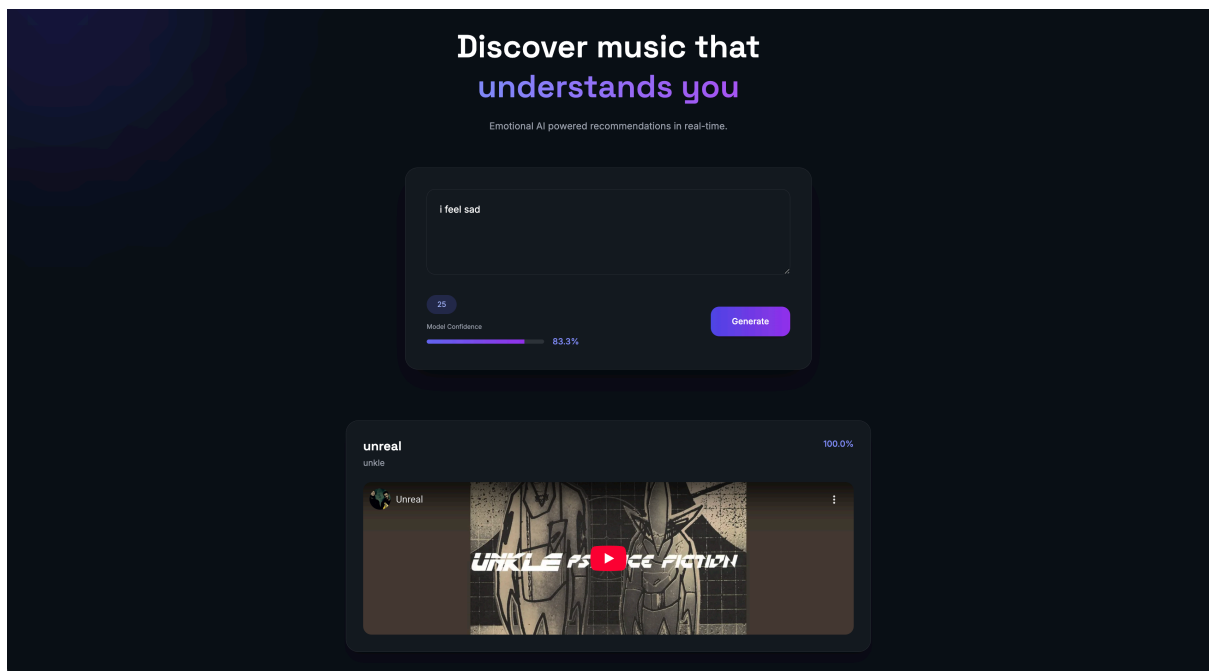 Discover music that
understands you
Emotional AI powered recommendations in real-time.
i feel sad
25
Model Confidence
83.3%
Generate
unreal
unkle
100.0%
Unreal
UNKLE